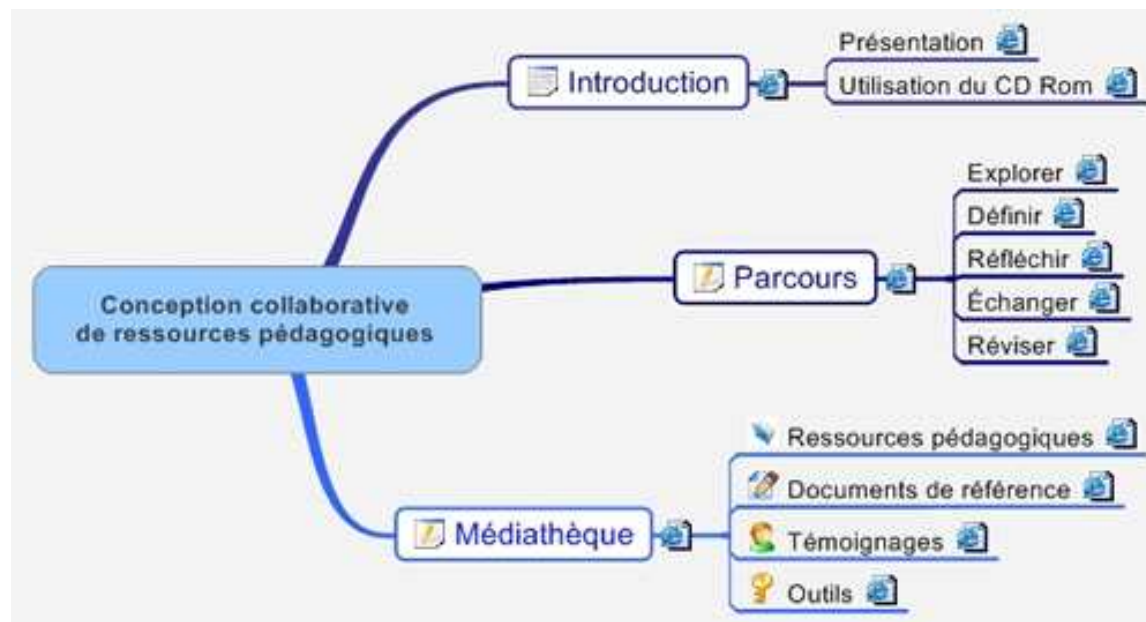 Présentation
Introduction
Utilisation du CD Rom
Explorer
Définir
Réfléchir
Parcours
Échanger
Réviser
Conception collaborative
de ressources pédagogiques
Ressources pédagogiques
Documents de référence
Médiathèque
Témoignages
Outils